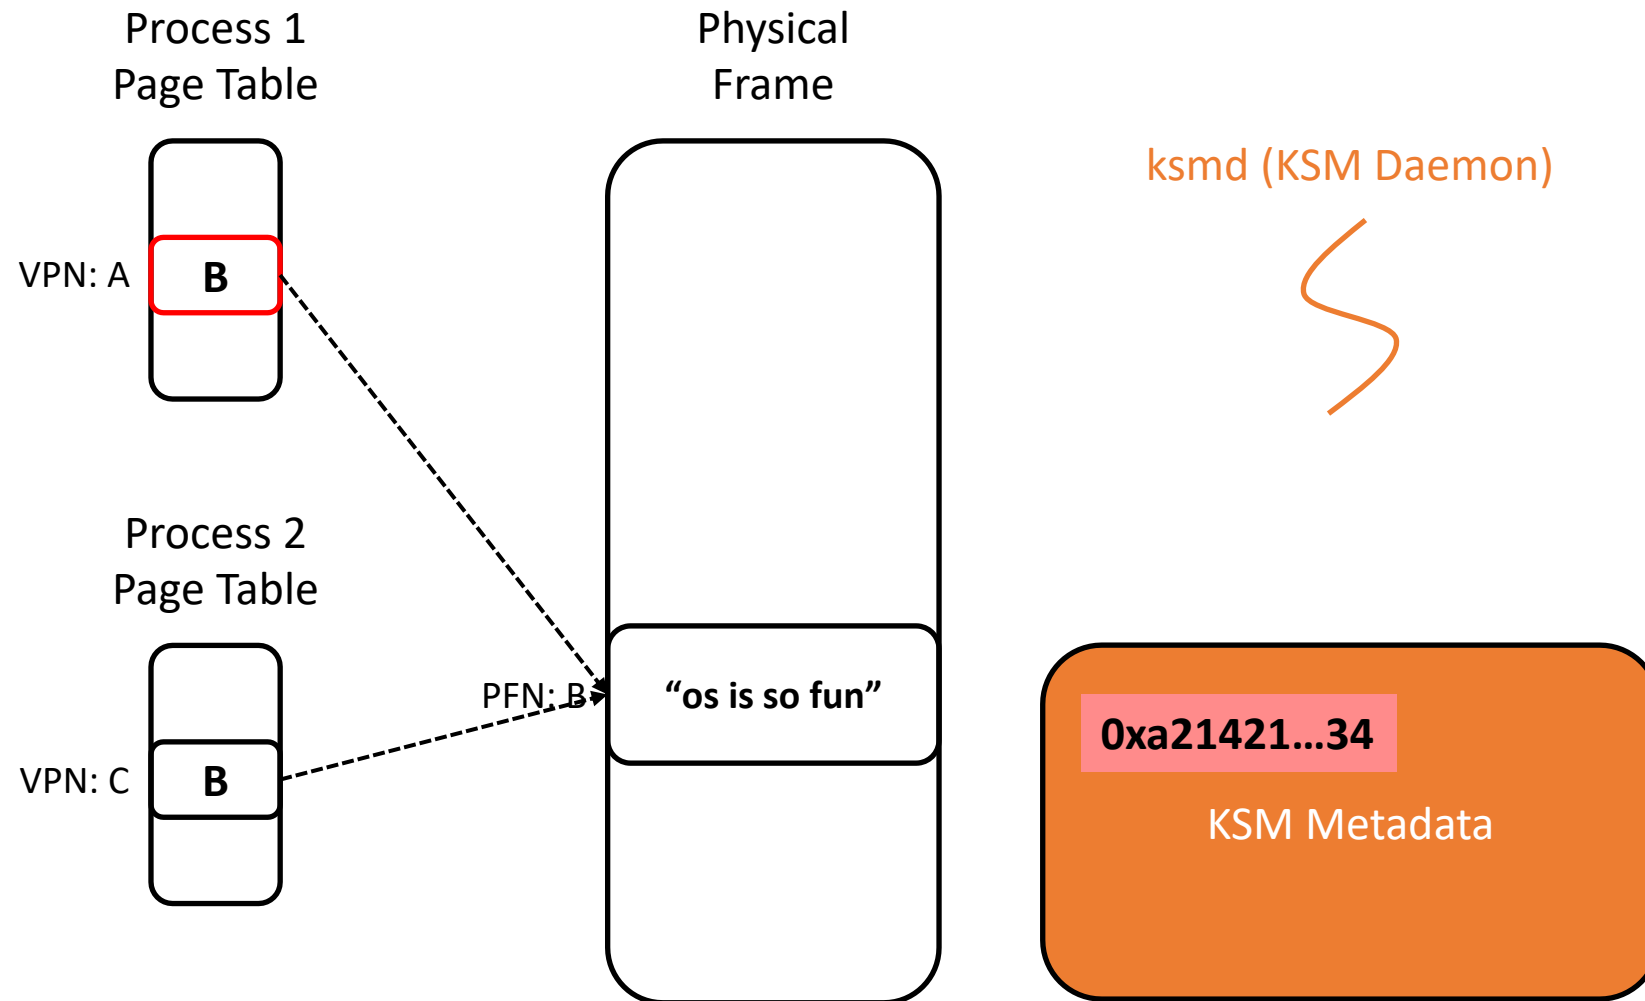 Process 1
Page Table
VPN: A
B
Process 2
Page Table
VPN: C
B
Physical
Frame
PFN: B
“os is so fun”
ksmd (KSM Daemon)
0xa21421...34
KSM Metadata